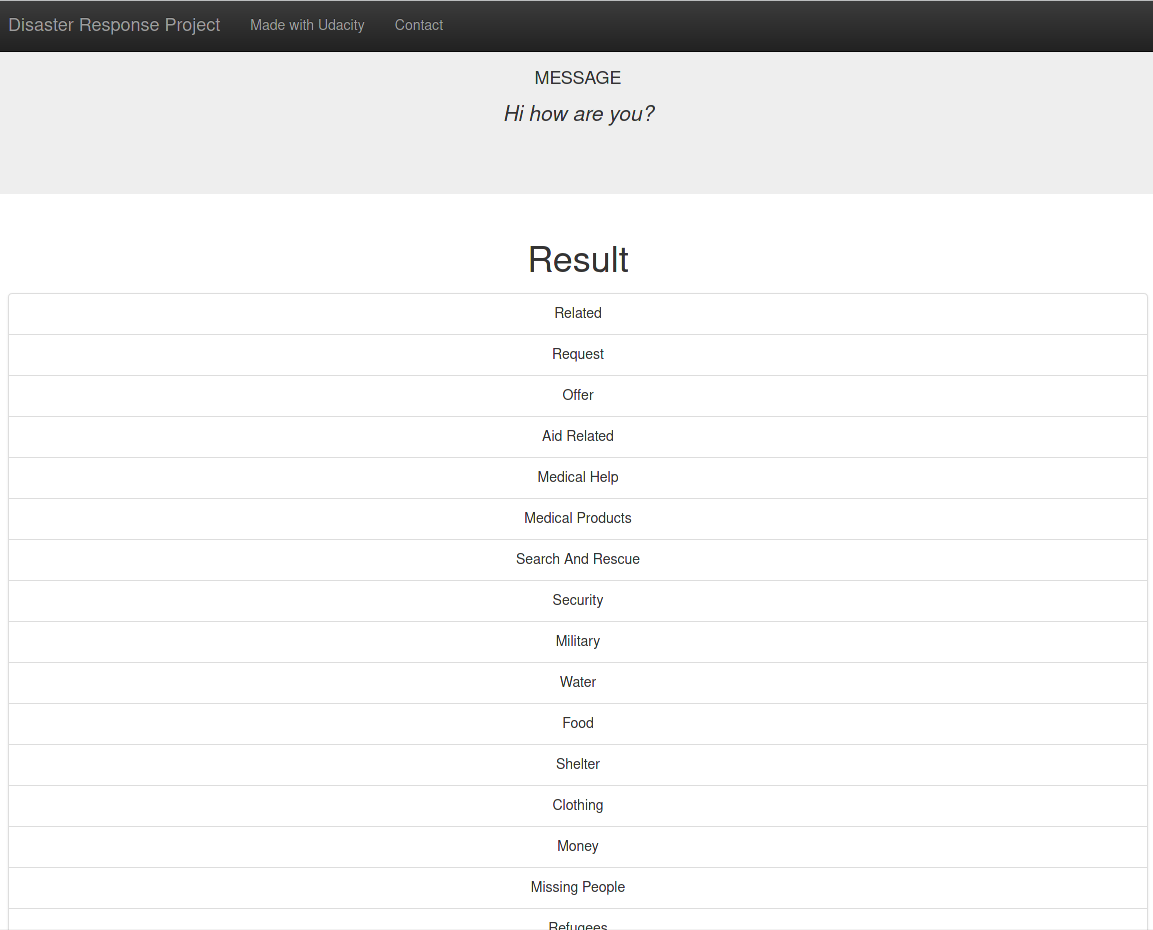 Disaster Response Project Made with Udacity Contact
MESSAGE
Hi how are you?
Result
Related
Request
Offer
Aid Related
Medical Help
Medical Products
Search And Rescue
Security
Military
Water
Food
Shelter
Clothing
Money
Missing People
Refugees